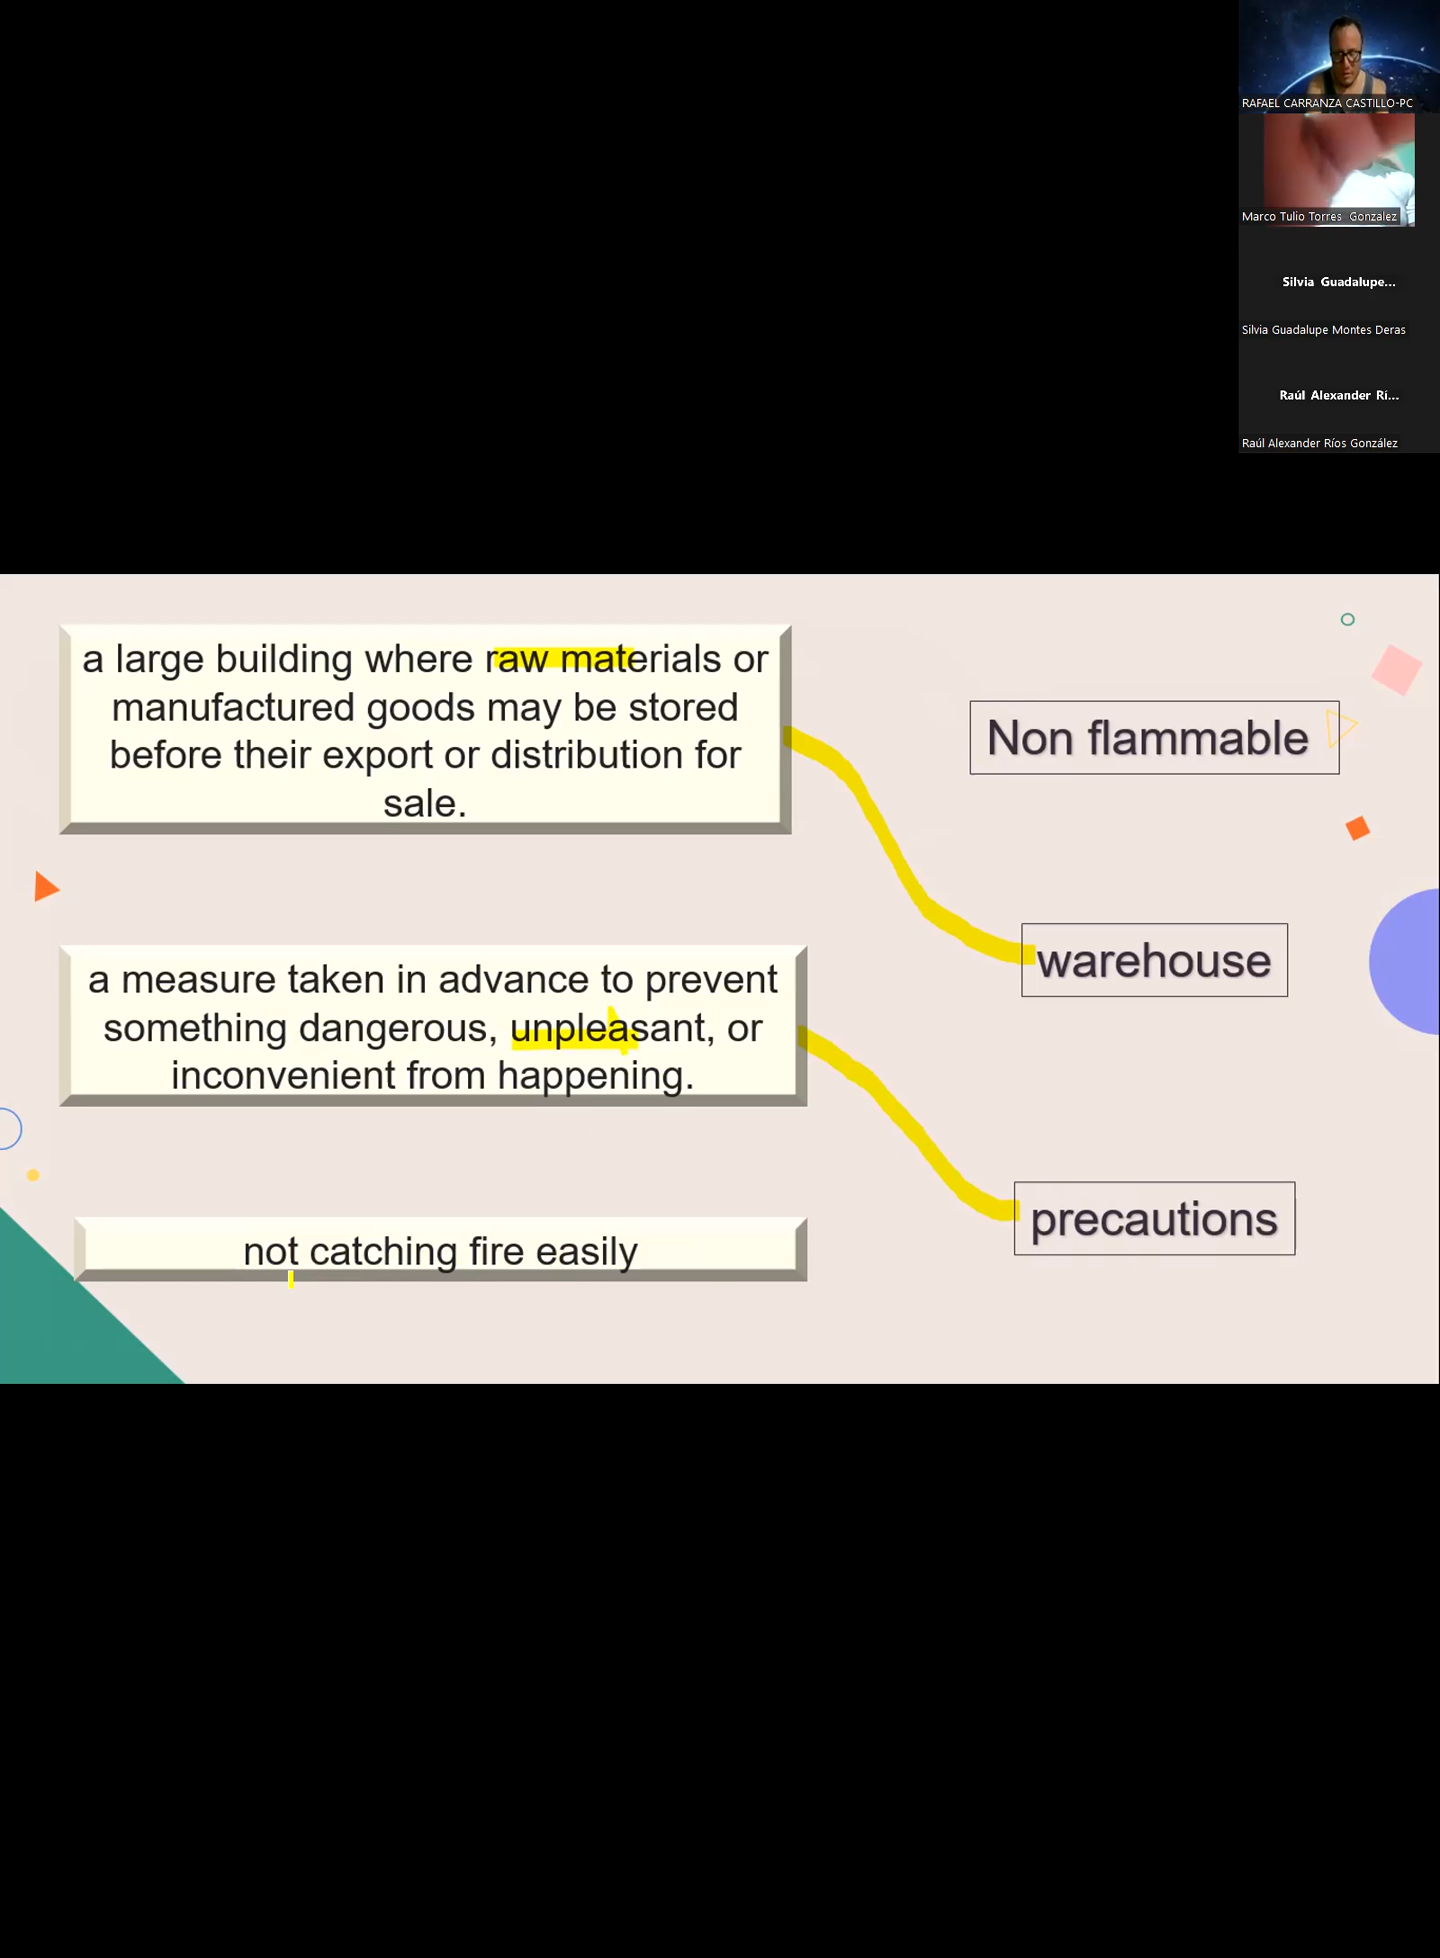 RAFAEL CARRANZA CASTILLO-PC
Marco Tulio Torres Gonzalez
Silvia Guadalupe...
Silvia Guadalupe Montes Deras
Raúl Alexander Rí...
Raúl Alexander Ríos González
a large building where raw materials or
manufactured goods may be stored
before their export or distribution for
sale.
Non flammable
warehouse
a measure taken in advance to prevent
something dangerous, unpleasant, or
inconvenient from happening.
precautions
not catching fire easily